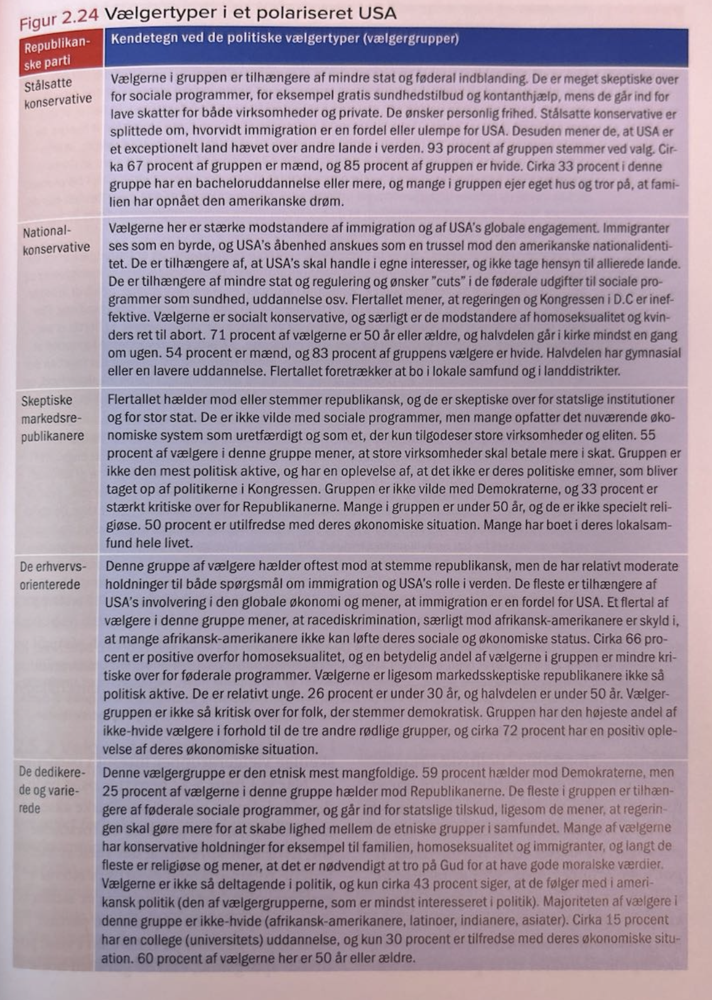 Figur 2.24 Vælgertyper i et polariseret USA
Republikan-
ske parti
Kendetegn ved de politiske vælgertyper (vælgergrupper)
Stålsatte
konservative
Vælgerne i gruppen er tilhængere af mindre stat og føderal indblanding. De er meget skeptiske over
for sociale programmer, for eksempel gratis sundhedstilbud og kontanthjælp, mens de går ind for
lave skatter for både virksomheder og private. De ønsker personlig frihed. Stålsatte konservative er
splittede om, hvorvidt immigration er en fordel eller ulempe for USA. Desuden mener de, at USA er
et exceptionelt land hævet over andre lande i verden. 93 procent af gruppen stemmer ved valg. Cir-
ka 67 procent af gruppen er mænd, og 85 procent af gruppen er hvide. Cirka 33 procent i denne
gruppe har en bacheloruddannelse eller mere, og mange i gruppen ejer eget hus og tror på, at fami-
lien har opnået den amerikanske drøm.
National-
konservative
Vælgerne her er stærke modstandere af immigration og af USA's globale engagement. Immigranter
ses som en byrde, og USA's åbenhed anskues som en trussel mod den amerikanske nationalidenti-
tet. De er tilhængere af, at USA's skal handle i egne interesser, og ikke tage hensyn til allierede lande.
De er tilhængere af mindre stat og regulering og ønsker "cuts" i de føderale udgifter til sociale pro-
grammer som sundhed, uddannelse osv. Flertallet mener, at regeringen og Kongressen i D.C er inef-
fektive. Vælgerne er socialt konservative, og særligt er de modstandere af homoseksualitet og kvin-
ders ret til abort. 71 procent af vælgerne er 50 år eller ældre, og halvdelen går i kirke mindst en gang
om ugen. 54 procent er mænd, og 83 procent af gruppens vælgere er hvide. Halvdelen har gymnasial
eller en lavere uddannelse. Flertallet foretrækker at bo i lokale samfund og i landdistrikter.
Skeptiske
markedsre-
publikanere
Flertallet hælder mod eller stemmer republikansk, og de er skeptiske over for statslige institutioner
og for stor stat. De er ikke vilde med sociale programmer, men mange opfatter det nuværende øko-
nomiske system som uretfærdigt og som et, der kun tilgodeser store virksomheder og eliten. 55
procent af vælgere i denne gruppe mener, at store virksomheder skal betale mere i skat. Gruppen er
ikke den mest politisk aktive, og har en oplevelse af, at det ikke er deres politiske emner, som bliver
taget op af politikerne i Kongressen. Gruppen er ikke vilde med Demokraterne, og 33 procent er
stærkt kritiske over for Republikanerne. Mange i gruppen er under 50 år, og de er ikke specielt reli-
giøse. 50 procent er utilfredse med deres økonomiske situation. Mange har boet i deres lokalsam-
fund hele livet.
De erhvervs-
orienterede
Denne gruppe af vælgere hælder oftest mod at stemme republikansk, men de har relativt moderate
holdninger til både spørgsmål om immigration og USA's rolle i verden. De fleste er tilhængere af
USA's involvering i den globale økonomi og mener, at immigration er en fordel for USA. Et flertal af
vælgere i denne gruppe mener, at racediskrimination, særligt mod afrikansk-amerikanere er skyld i,
at mange afrikansk-amerikanere ikke kan løfte deres sociale og økonomiske status. Cirka 66 pro-
cent er positive overfor homoseksualitet, og en betydelig andel af vælgerne i gruppen er mindre kri-
tiske over for føderale programmer. Vælgerne er ligesom markedsskeptiske republikanere ikke så
politisk aktive. De er relativt unge. 26 procent er under 30 år, og halvdelen er under 50 år. Vælger-
gruppen er ikke så kritisk over for folk, der stemmer demokratisk. Gruppen har den højeste andel af
ikke-hvide vælgere i forhold til de tre andre rødlige grupper, og cirka 72 procent har en positiv ople-
velse af deres økonomiske situation.
De dedikere-
de og varie-
rede
Denne vælgergruppe er den etnisk mest mangfoldige. 59 procent hælder mod Demokraterne, men
25 procent af vælgerne i denne gruppe hælder mod Republikanerne. De fleste i gruppen er tilhæn-
gere af føderale sociale programmer, og går ind for statslige tilskud, ligesom de mener, at regerin-
gen skal gøre mere for at skabe lighed mellem de etniske grupper i samfundet. Mange af vælgerne
har konservative holdninger for eksempel til familien, homoseksualitet og immigranter, og langt de
fleste er religiøse og mener, at det er nødvendigt at tro på Gud for at have gode moralske værdier.
Vælgerne er ikke så deltagende i politik, og kun cirka 43 procent siger, at de følger med i ameri-
kansk politik (den af vælgergrupperne, som er mindst interesseret i politik). Majoriteten af vælgere i
denne gruppe er ikke-hvide (afrikansk-amerikanere, latinoer, indianere, asiater). Cirka 15 procent
har en college (universitets) uddannelse, og kun 30 procent er tilfredse med deres økonomiske situ-
ation. 60 procent af vælgerne her er 50 år eller ældre.